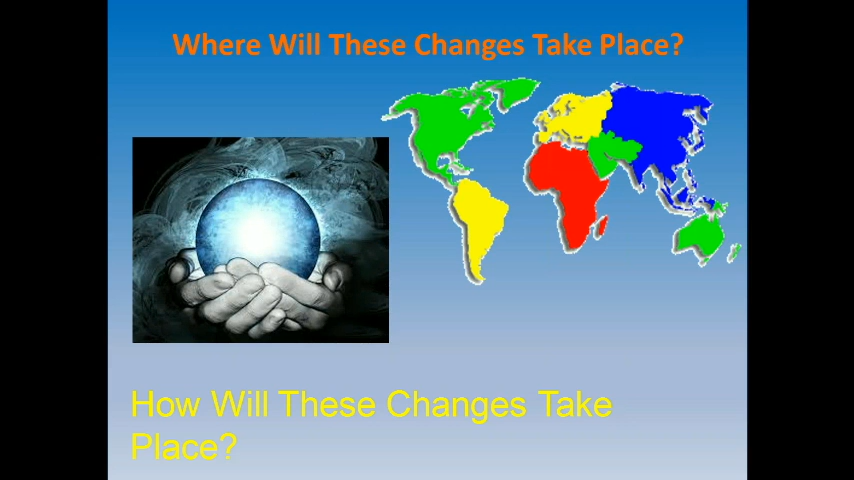 Where Will These Changes Take Place?
How Will These Changes Take
Place?